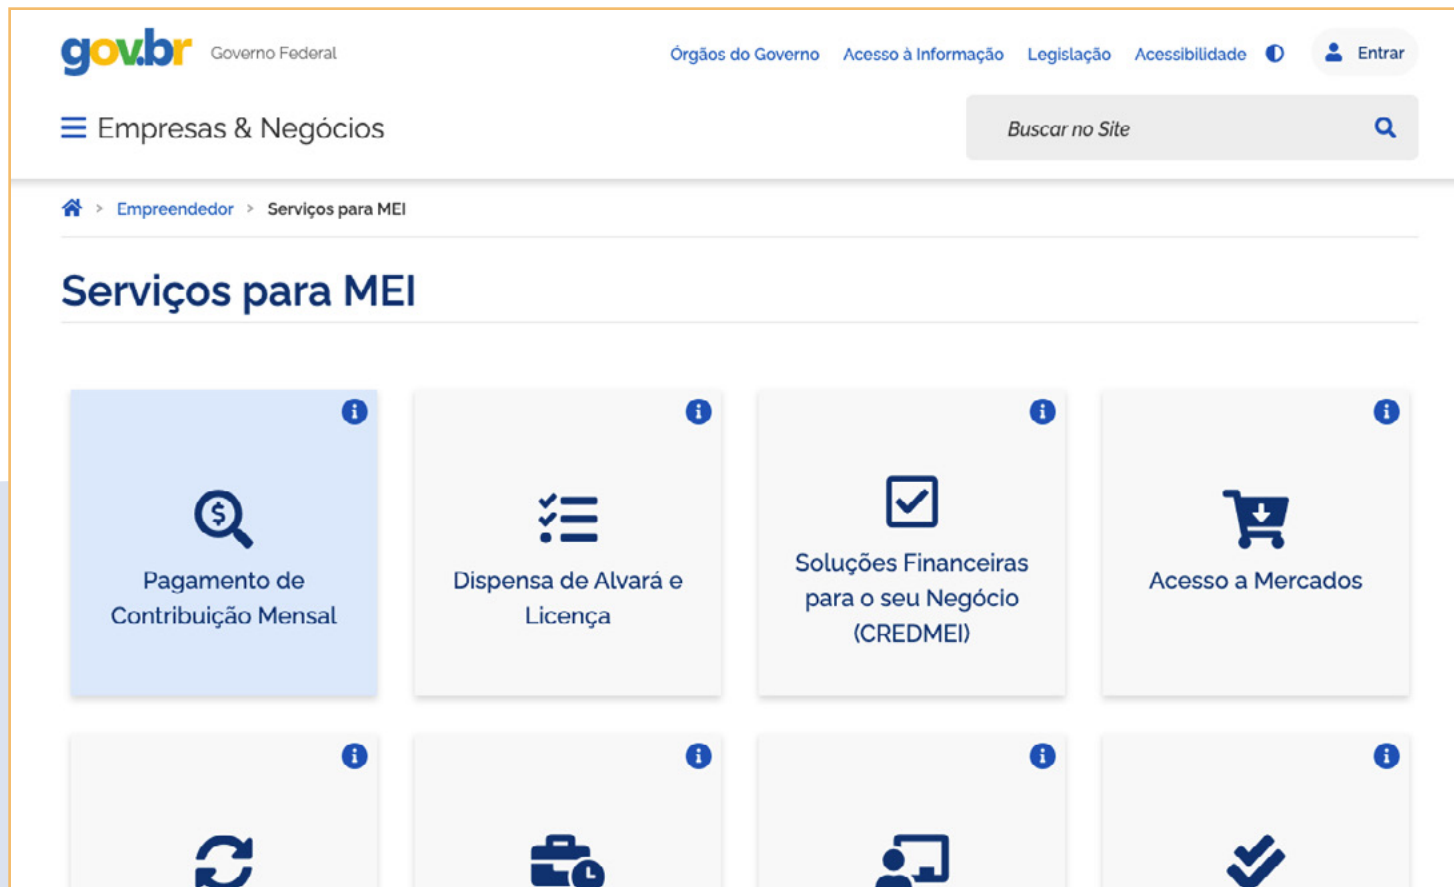 gov.br Governo Federal
Órgãos do Governo Acesso à Informação Legislação Acessibilidade Entrar
Empresas & Negócios
Buscar no Site
> Empreendedor > Serviços para MEI
Serviços para MEI
Pagamento de
Contribuição Mensal
Dispensa de Alvará e
Licença
Soluções Financeiras
para o seu Negócio
(CREDMEI)
Acesso a Mercados